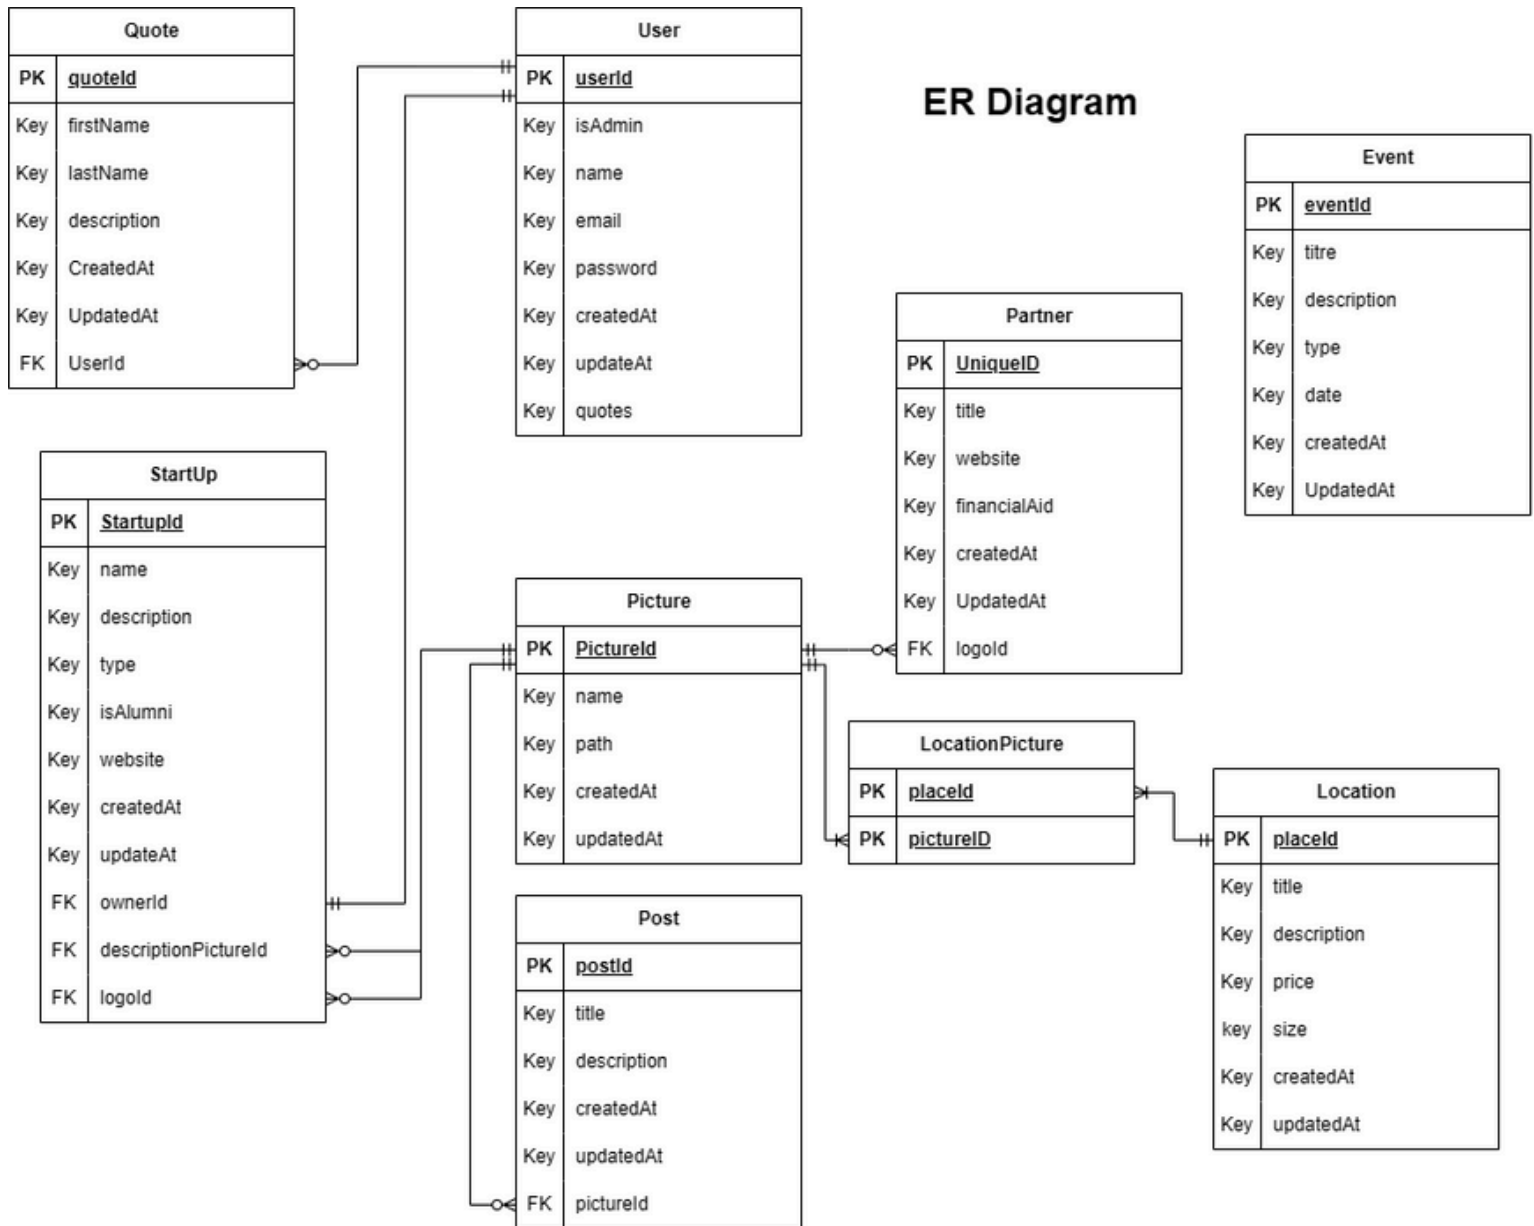 Quote
PK quoteId
Key firstName
Key lastName
Key description
Key CreatedAt
Key UpdatedAt
FK UserId
User
PK userId
Key isAdmin
Key name
Key email
Key password
Key createdAt
Key updateAt
Key quotes
ER Diagram
Event
PK eventId
Key titre
Key description
Key type
Key date
Key createdAt
Key UpdatedAt
Partner
PK UniqueID
Key title
Key website
Key financialAid
Key createdAt
Key UpdatedAt
FK logoId
StartUp
PK StartupId
Key name
Key description
Key type
Key isAlumni
Key website
Key createdAt
Key updateAt
FK ownerId
FK descriptionPictureId
FK logoId
Picture
PK PictureId
Key name
Key path
Key createdAt
Key updatedAt
LocationPicture
PK placeId
PK pictureID
Location
PK placeId
Key title
Key description
Key price
key size
Key createdAt
Key updatedAt
Post
PK postId
Key title
Key description
Key createdAt
Key updatedAt
FK pictureId